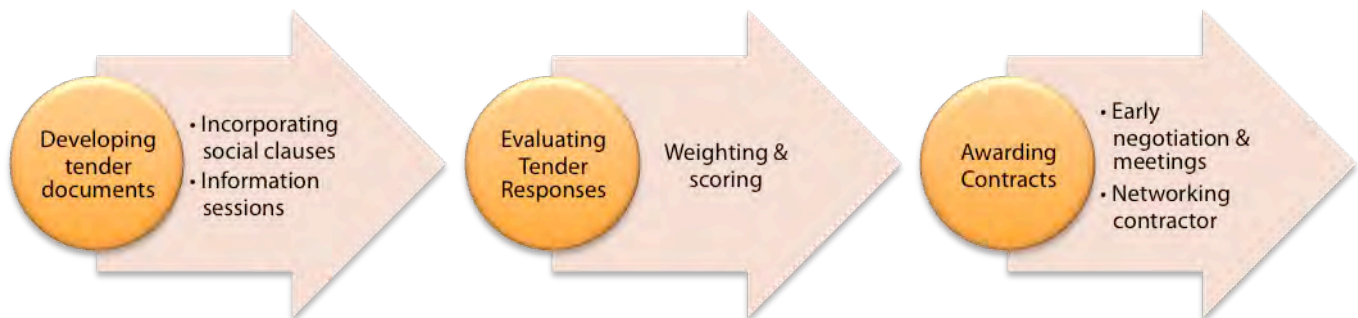 Developing
tender
documents
• Incorporating
social clauses
• Information
sessions
Evaluating
Tender
Responses
Weighting &
scoring
Awarding
Contracts
• Early
negotiation &
meetings
• Networking
contractor